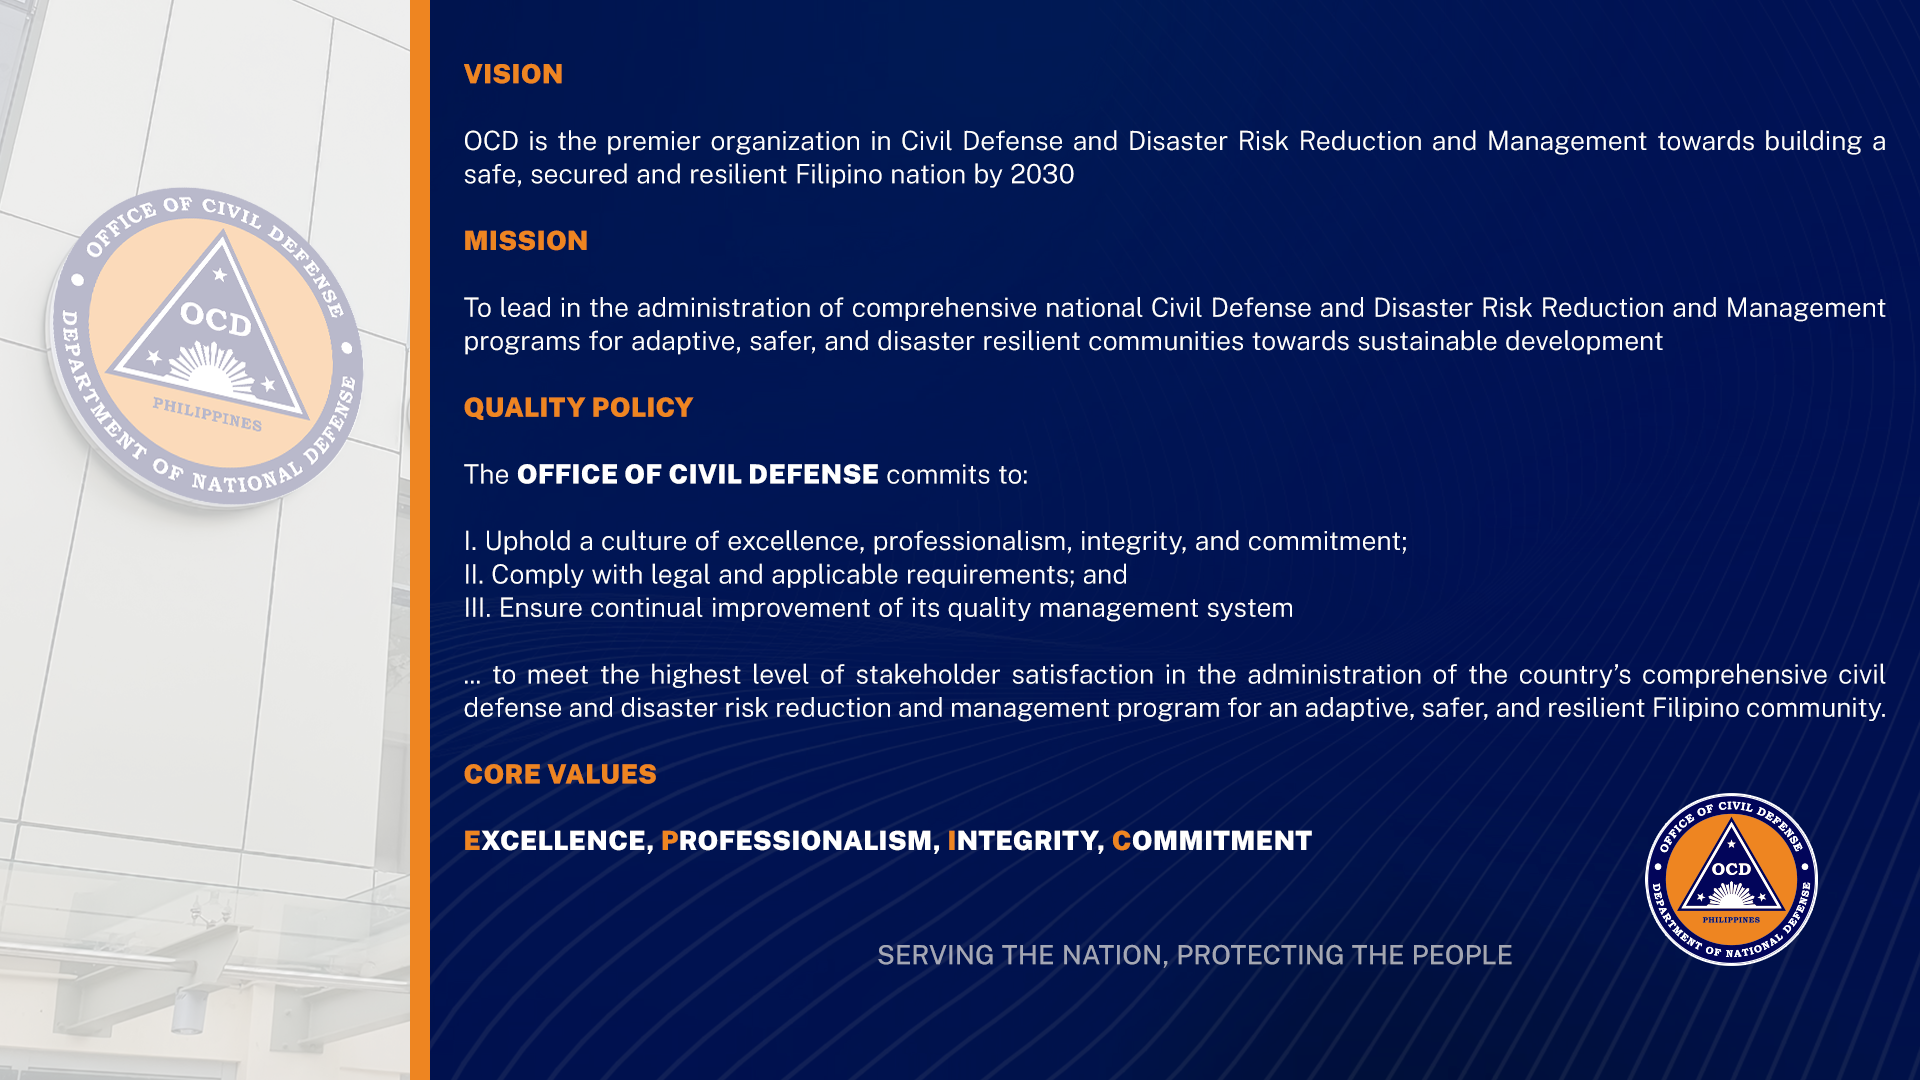 OFFICE OF CIVIL DEFENSE
OCD
PHILIPPINES
DEPARTMENT OF NATIONAL DEFENSE
VISION
OCD is the premier organization in Civil Defense and Disaster Risk Reduction and Management towards building a
safe, secured and resilient Filipino nation by 2030
MISSION
To lead in the administration of comprehensive national Civil Defense and Disaster Risk Reduction and Management
programs for adaptive, safer, and disaster resilient communities towards sustainable development
QUALITY POLICY
The OFFICE OF CIVIL DEFENSE commits to:
I. Uphold a culture of excellence, professionalism, integrity, and commitment;
II. Comply with legal and applicable requirements; and
III. Ensure continual improvement of its quality management system
... to meet the highest level of stakeholder satisfaction in the administration of the country’s comprehensive civil
defense and disaster risk reduction and management program for an adaptive, safer, and resilient Filipino community.
CORE VALUES
EXCELLENCE, PROFESSIONALISM, INTEGRITY, COMMITMENT
OFFICE OF CIVIL DEFENSE
OCD
PHILIPPINES
DEPARTMENT OF NATIONAL DEFENSE
SERVING THE NATION, PROTECTING THE PEOPLE